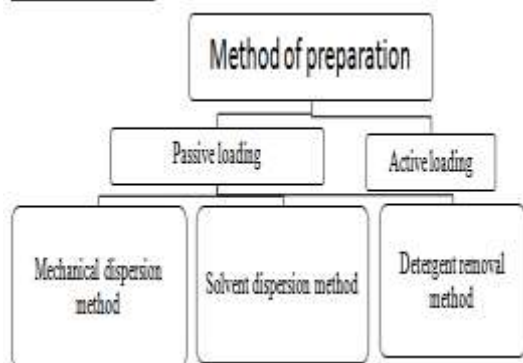 Method of preparation
Passive loading
Active loading
Mechanical dispersion
method
Solvent dispersion method
Detergent removal
method